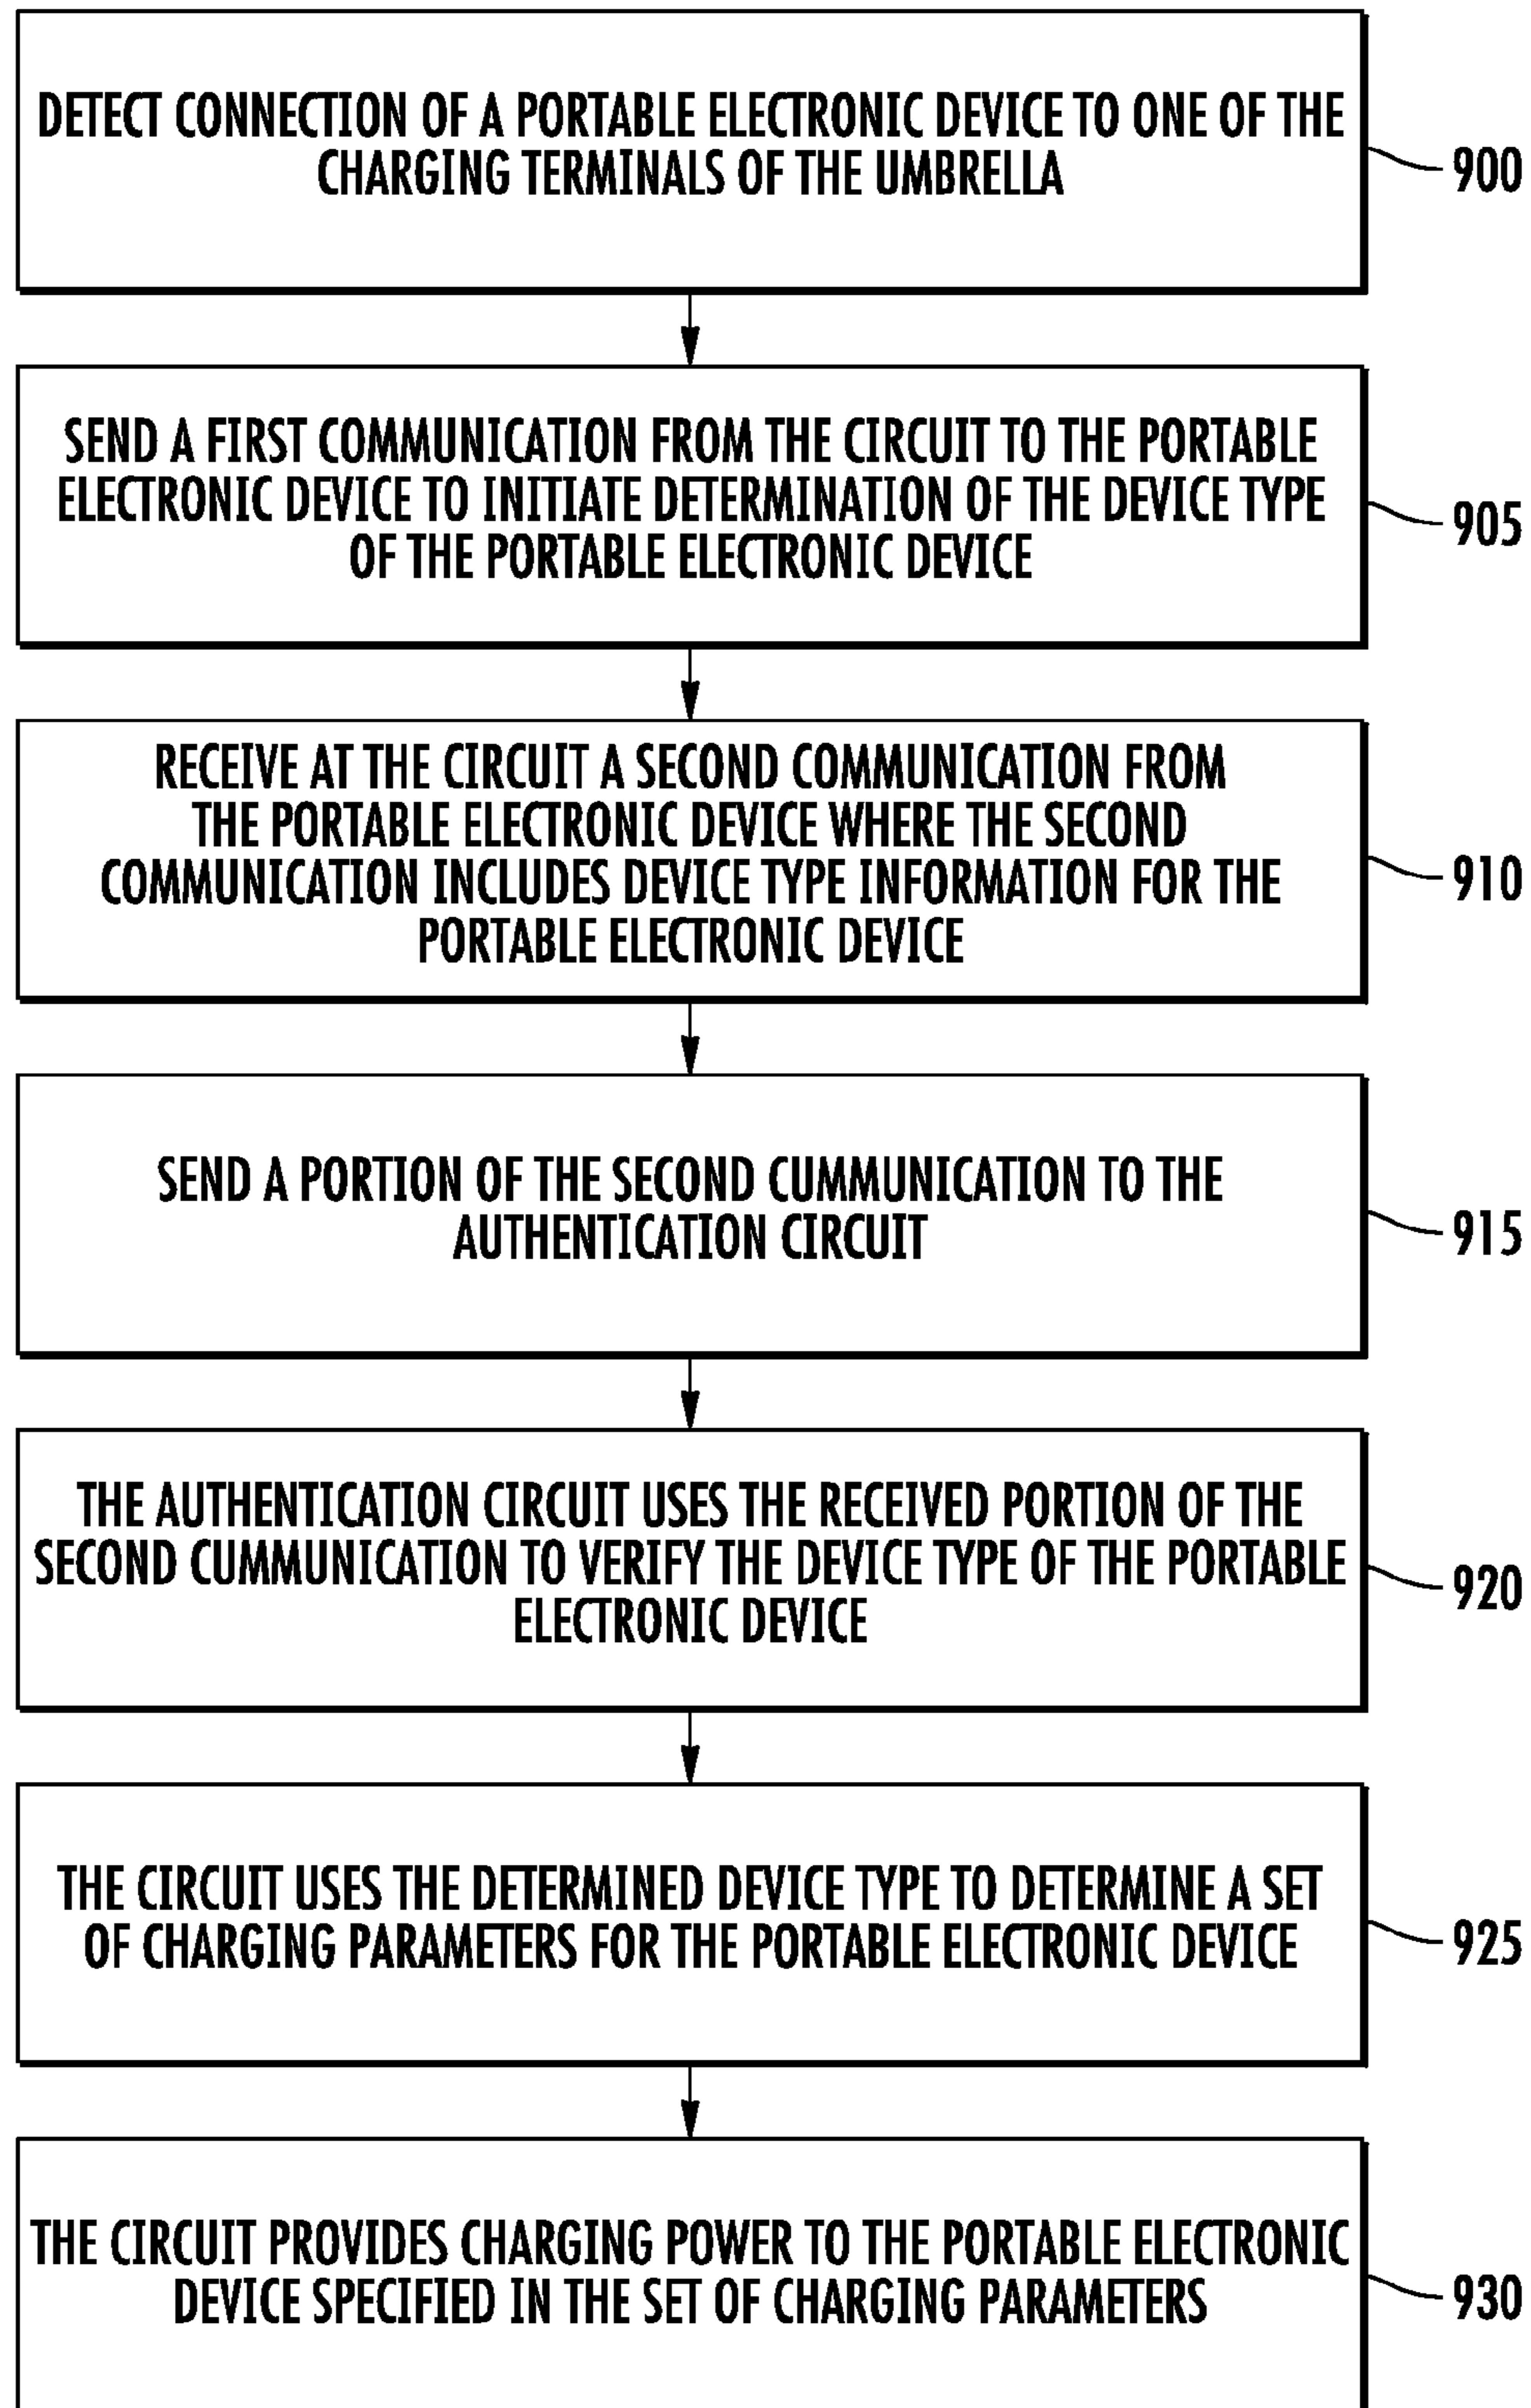 DETECT CONNECTION OF A PORTABLE ELECTRONIC DEVICE TO ONE OF THE
CHARGING TERMINALS OF THE UMBRELLA
900
SEND A FIRST COMMUNICATION FROM THE CIRCUIT TO THE PORTABLE
ELECTRONIC DEVICE TO INITIATE DETERMINATION OF THE DEVICE TYPE
OF THE PORTABLE ELECTRONIC DEVICE
905
RECEIVE AT THE CIRCUIT A SECOND COMMUNICATION FROM
THE PORTABLE ELECTRONIC DEVICE WHERE THE SECOND
COMMUNICATION INCLUDES DEVICE TYPE INFORMATION FOR THE
PORTABLE ELECTRONIC DEVICE
910
SEND A PORTION OF THE SECOND CUMMUNICATION TO THE
AUTHENTICATION CIRCUIT
915
THE AUTHENTICATION CIRCUIT USES THE RECEIVED PORTION OF THE
SECOND CUMMUNICATION TO VERIFY THE DEVICE TYPE OF THE PORTABLE
ELECTRONIC DEVICE
920
THE CIRCUIT USES THE DETERMINED DEVICE TYPE TO DETERMINE A SET
OF CHARGING PARAMETERS FOR THE PORTABLE ELECTRONIC DEVICE
925
THE CIRCUIT PROVIDES CHARGING POWER TO THE PORTABLE ELECTRONIC
DEVICE SPECIFIED IN THE SET OF CHARGING PARAMETERS
930